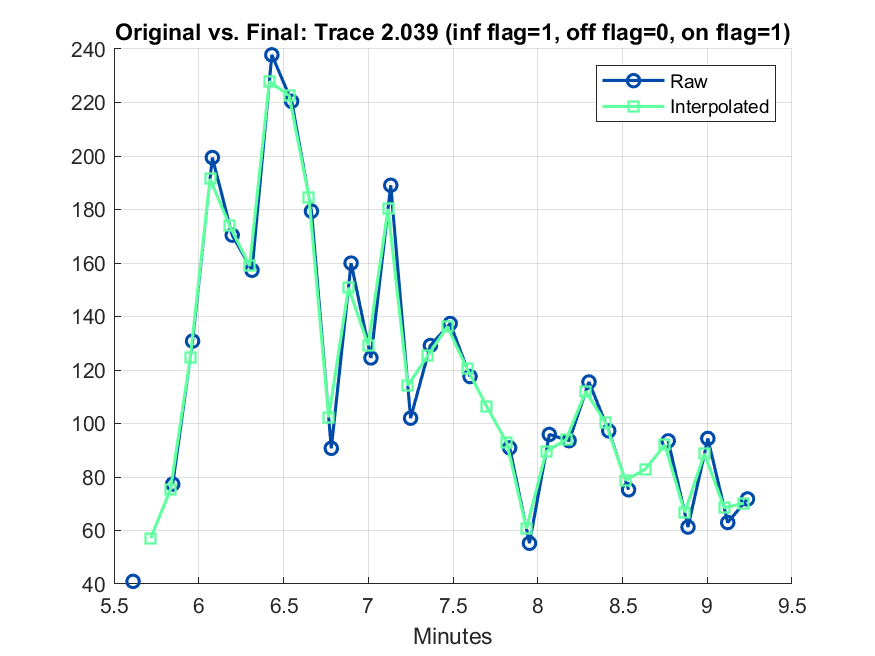 Original vs. Final: Trace 2.039 (inf flag=1, off flag=0, on flag=1)
240
220
200
180
160
140
120
100
80
60
40
Raw
Interpolated
5.5 6 6.5 7 7.5 8 8.5 9 9.5
Minutes